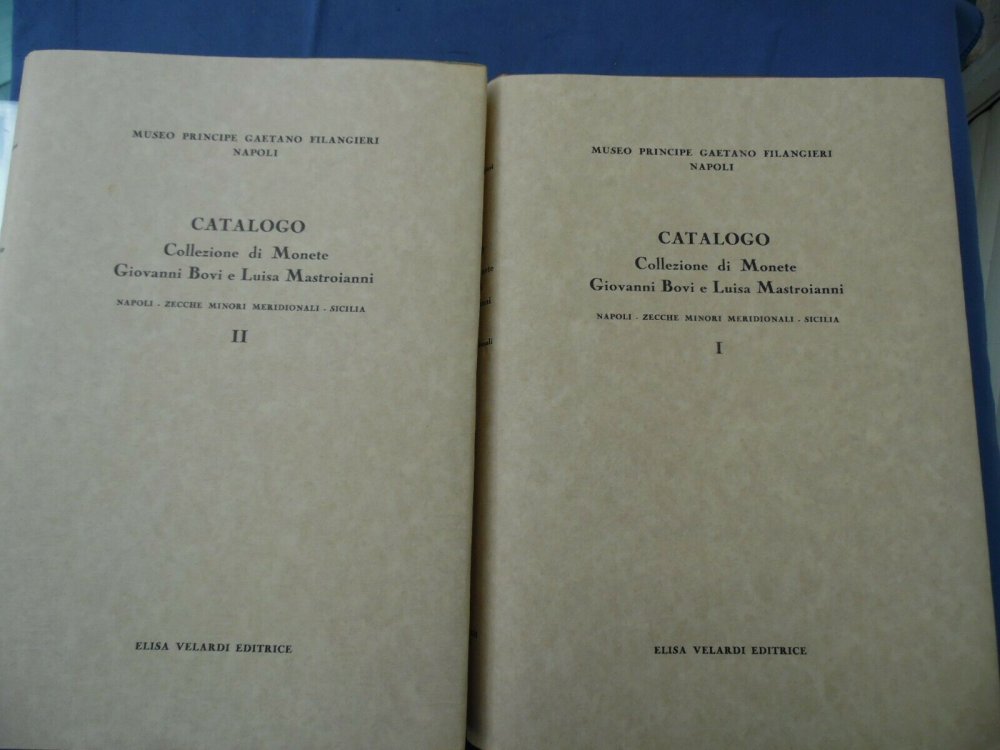 MUSEO PRINCIPE GAETANO FILANGIERI
NAPOLI
CATALOGO
Collezione di Monete
Giovanni Bovi e Luisa Mastroianni
NAPOLI - ZECCHE MINORI MERIDIONALI - SICILIA
II
ELISA VELARDI EDITRICE
MUSEO PRINCIPE GAETANO FILANGIERI
NAPOLI
CATALOGO
Collezione di Monete
Giovanni Bovi e Luisa Mastroianni
NAPOLI - ZECCHE MINORI MERIDIONALI - SICILIA
I
ELISA VELARDI EDITRICE